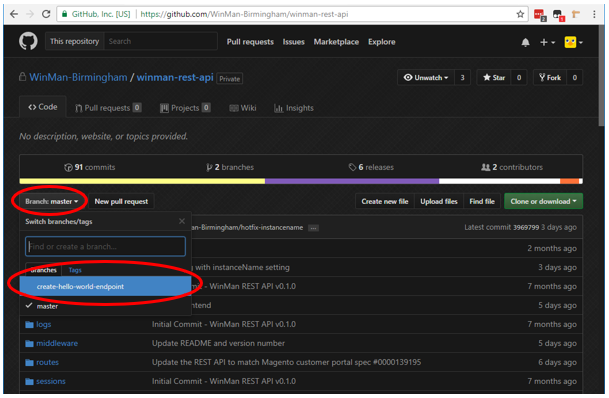 GitHub, Inc. [US] | https://github.com/WinMan-Birmingham/winman-rest-api
This repository Search Pull requests Issues Marketplace Explore
WinMan-Birmingham / winman-rest-api Private Unwatch 3 Star 0 Fork 0
Code Pull requests 0 Projects 0 Wiki Insights
No description, website, or topics provided.
91 commits 2 branches 6 releases 2 contributors
Branch: master New pull request Create new file Upload files Find file Clone or download
Switch branches/tags
an-Birmingham/hotfix-instancename Latest commit 3969799 3 days ago
Find or create a branch...
2 months ago
Branches Tags
g with instanceName setting 3 days ago
create-hello-world-endpoint
me - WinMan REST API v0.1.0 7 months ago
master
ntend 5 days ago
logs Initial Commit - WinMan REST API v0.1.0 7 months ago
middleware Update README and version number 5 days ago
routes Update the REST API to match Magento customer portal spec #0000139195 6 days ago
sessions Initial Commit - WinMan REST API v0.1.0 7 months ago